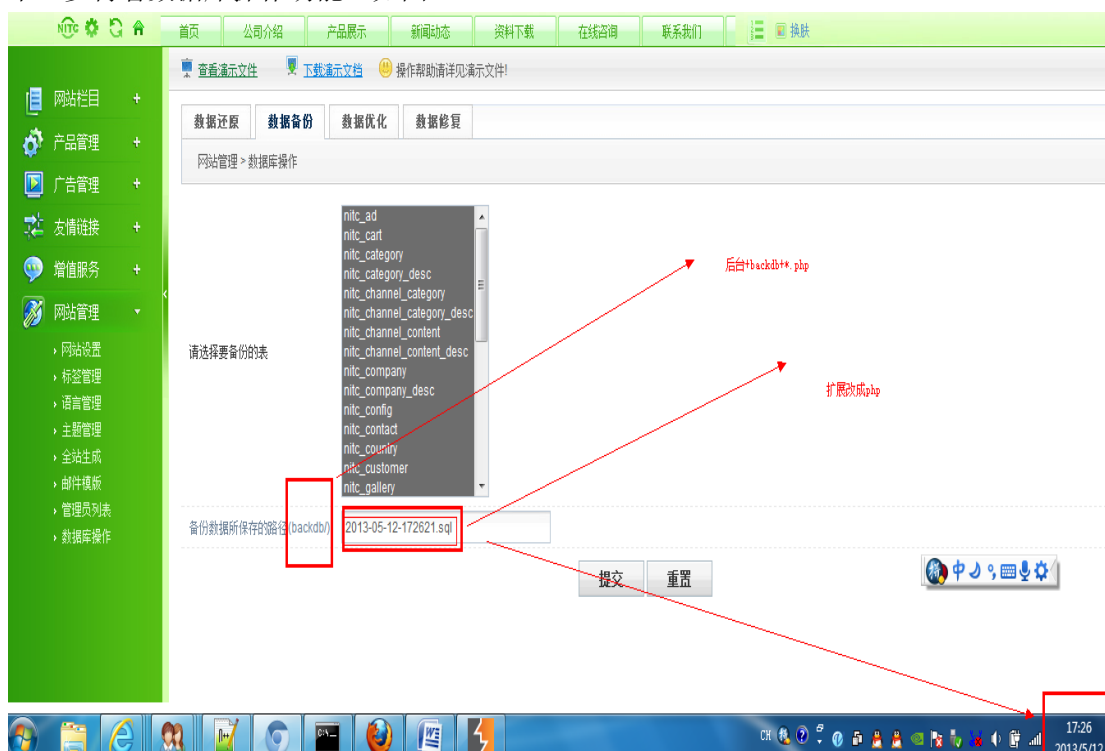 NITC 首页 公司介绍 产品展示 新闻动态 资料下载 在线咨询 联系我们 换肤
查看演示文件 下载演示文档 操作帮助请详见演示文件!
网站栏目 +
产品管理 +
广告管理 +
友情链接 +
增值服务 +
网站管理
网站设置
标签管理
语言管理
主题管理
全站生成
邮件模版
管理员列表
数据库操作
数据还原 数据备份 数据优化 数据修复
网站管理 > 数据库操作
请选择要备份的表
nitc_ad
nitc_cart
nitc_category
nitc_category_desc
nitc_channel_category
nitc_channel_category_desc
nitc_channel_content
nitc_channel_content_desc
nitc_company
nitc_company_desc
nitc_config
nitc_contact
nitc_country
nitc_customer
nitc_gallery
后台+backdb+*.php
扩展改成php
备份数据所保存的路径(backdb/) 2013-05-12-172621.sql
提交 重置
中
CH 17:26